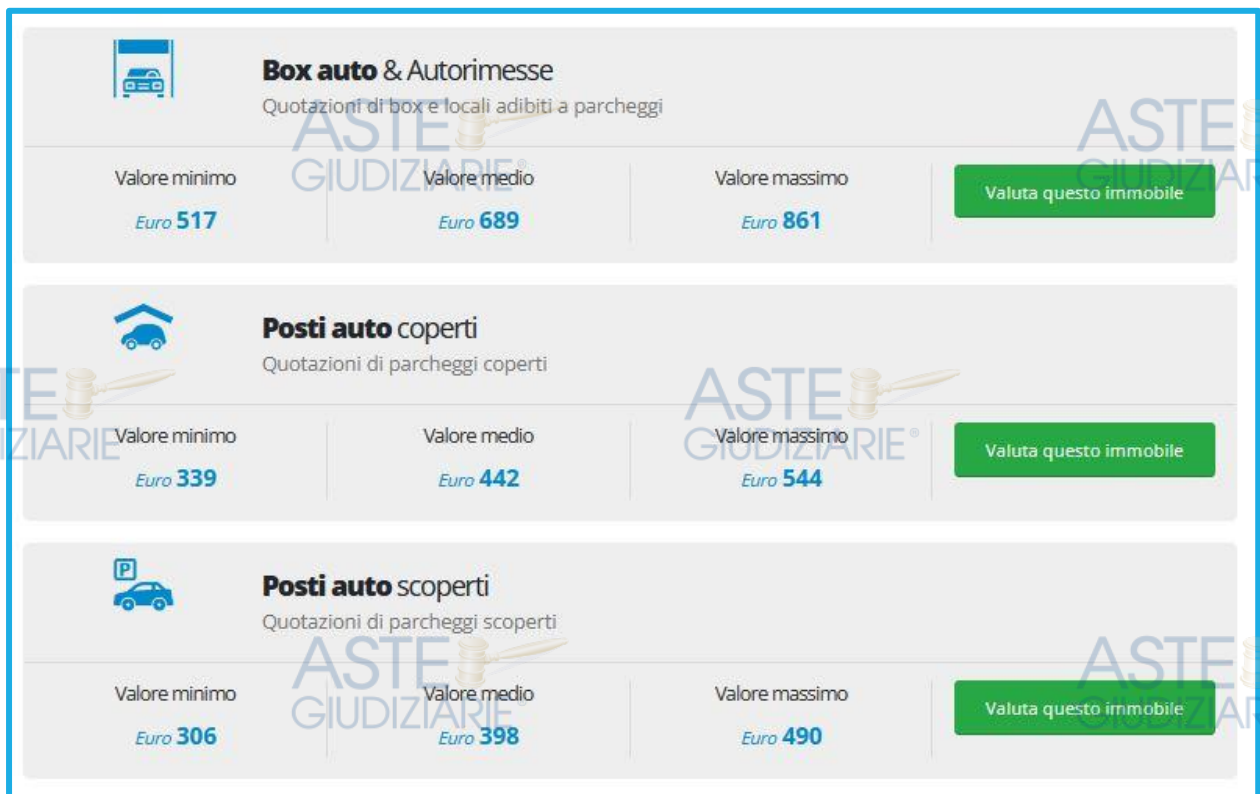 Box auto & Autorimesse
Quotazioni di box e locali adibiti a parcheggi
Valore minimo Valore medio Valore massimo
Euro 517 Euro 689 Euro 861
Valuta questo immobile
P
Posti auto coperti
Quotazioni di parcheggi coperti
Valore minimo Valore medio Valore massimo
Euro 339 Euro 442 Euro 544
Valuta questo immobile
Posti auto scoperti
Quotazioni di parcheggi scoperti
Valore minimo Valore medio Valore massimo
Euro 306 Euro 398 Euro 490
Valuta questo immobile
ASTE
GIUDIZIARIE®